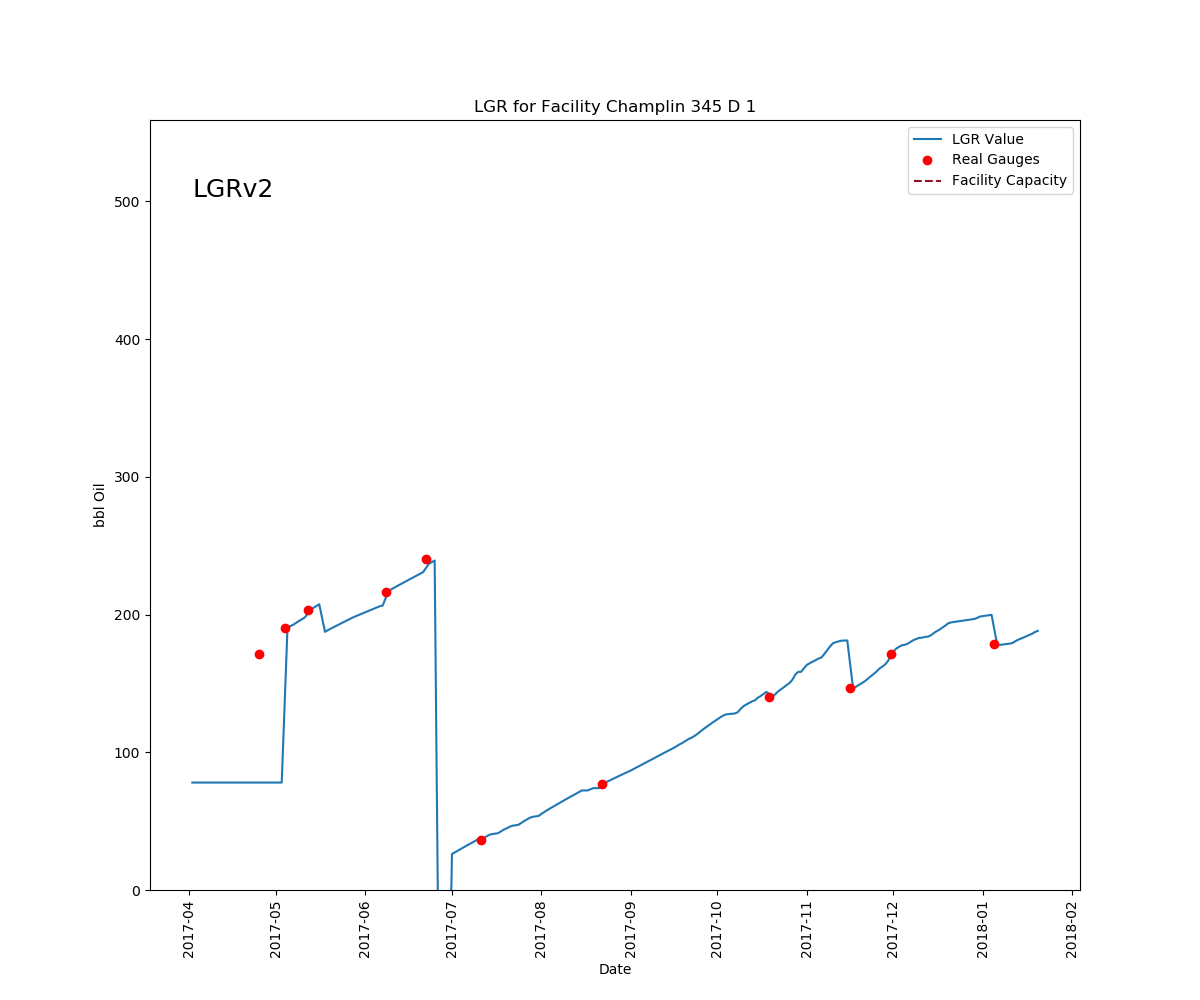 LGR for Facility Champlin 345 D 1
LGRv2
LGR Value
Real Gauges
Facility Capacity
bbl Oil
500
400
300
200
100
0
2017-04
2017-05
2017-06
2017-07
2017-08
2017-09
2017-10
2017-11
2017-12
2018-01
2018-02
Date